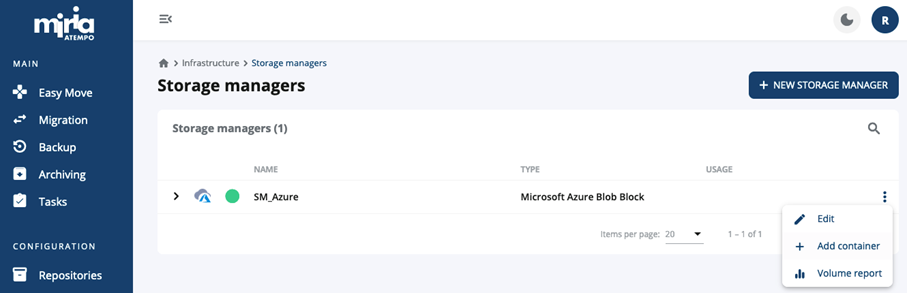 miria
ATEMPO
MAIN
Easy Move
Migration
Backup
Archiving
Tasks
CONFIGURATION
Repositories
R
Infrastructure > Storage managers
Storage managers
+ NEW STORAGE MANAGER
Storage managers (1)
NAME TYPE USAGE
SM_Azure Microsoft Azure Blob Block
Items per page: 20 1 – 1 of 1
Edit
Add container
Volume report